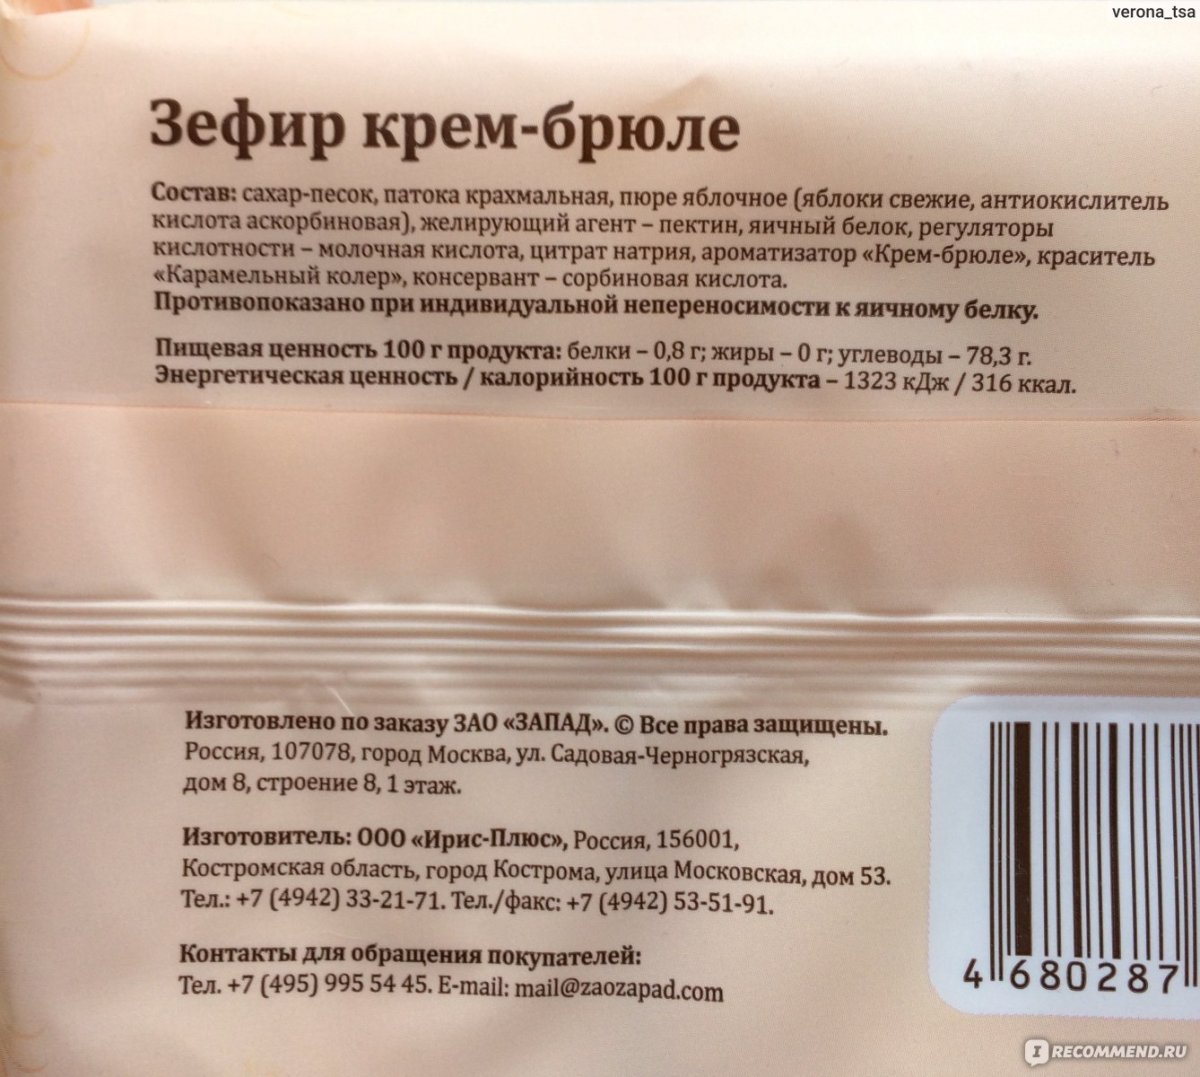 verona_tsa
Зефир крем-брюле
Состав: сахар-песок, патока крахмальная, пюре яблочное (яблоки свежие, антиокислитель
кислота аскорбиновая), желирующий агент – пектин, яичный белок, регуляторы
кислотности – молочная кислота, цитрат натрия, ароматизатор «Крем-брюле», краситель
«Карамельный колер», консервант – сорбиновая кислота.
Противопоказано при индивидуальной непереносимости к яичному белку.
Пищевая ценность 100 г продукта: белки – 0,8 г; жиры – 0 г; углеводы – 78,3 г.
Энергетическая ценность / калорийность 100 г продукта – 1323 кДж / 316 ккал.
Изготовлено по заказу ЗАО «ЗАПАД». © Все права защищены.
Россия, 107078, город Москва, ул. Садовая-Черногрязская,
дом 8, строение 8, 1 этаж.
Изготовитель: ООО «Ирис-Плюс», Россия, 156001,
Костромская область, город Кострома, улица Московская, дом 53.
Тел.: +7 (4942) 33-21-71. Тел./факс: +7 (4942) 53-51-91.
Контакты для обращения покупателей:
Тел. +7 (495) 995 54 45. E-mail: mail@zaozapad.com
4 680287
IRECOMMEND.RU